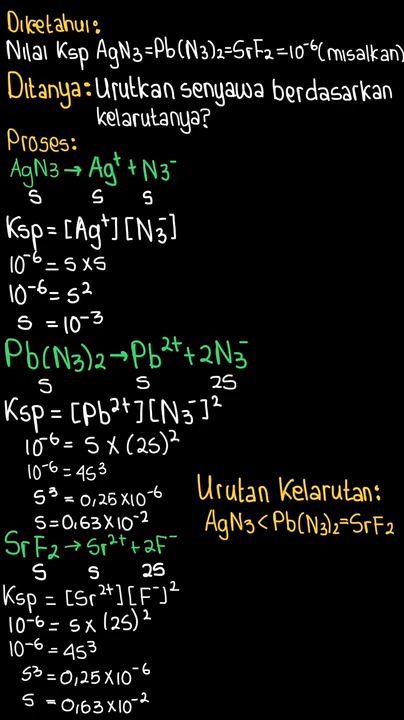 Diketahui:
Nilai Ksp AgN3=Pb(N3)2=SrF2=10⁻⁶(misalkan)
Ditanya: Urutkan senyawa berdasarkan
kelarutanya?
Proses:
AgN3 → Ag⁺ + N3⁻
S S S
Ksp = [Ag⁺][N3⁻]
10⁻⁶ = S x S
10⁻⁶ = S²
S = 10⁻³
Pb(N3)2 → Pb²⁺ + 2N3⁻
S S 2S
Ksp = [Pb²⁺][N3⁻]²
10⁻⁶ = S x (2S)²
10⁻⁶ = 4S³
S³ = 0,25 x 10⁻⁶
S = 0,63 x 10⁻²
Urutan Kelarutan:
AgN3 < Pb(N3)2 = SrF2
SrF2 → Sr²⁺ + 2F⁻
S S 2S
Ksp = [Sr²⁺][F⁻]²
10⁻⁶ = S x (2S)²
10⁻⁶ = 4S³
S³ = 0,25 x 10⁻⁶
S = 0,63 x 10⁻²